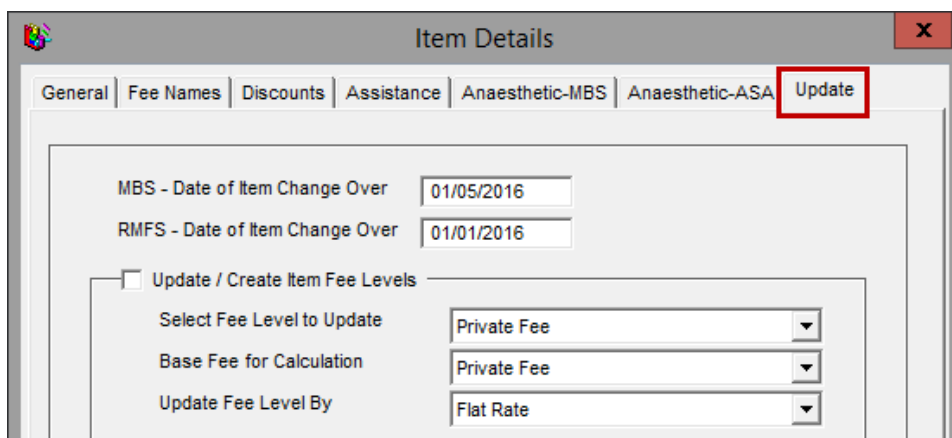 Item Details
x
General Fee Names Discounts Assistance Anaesthetic-MBS Anaesthetic-ASA Update
MBS - Date of Item Change Over 01/05/2016
RMFS - Date of Item Change Over 01/01/2016
Update / Create Item Fee Levels
Select Fee Level to Update Private Fee
Base Fee for Calculation Private Fee
Update Fee Level By Flat Rate